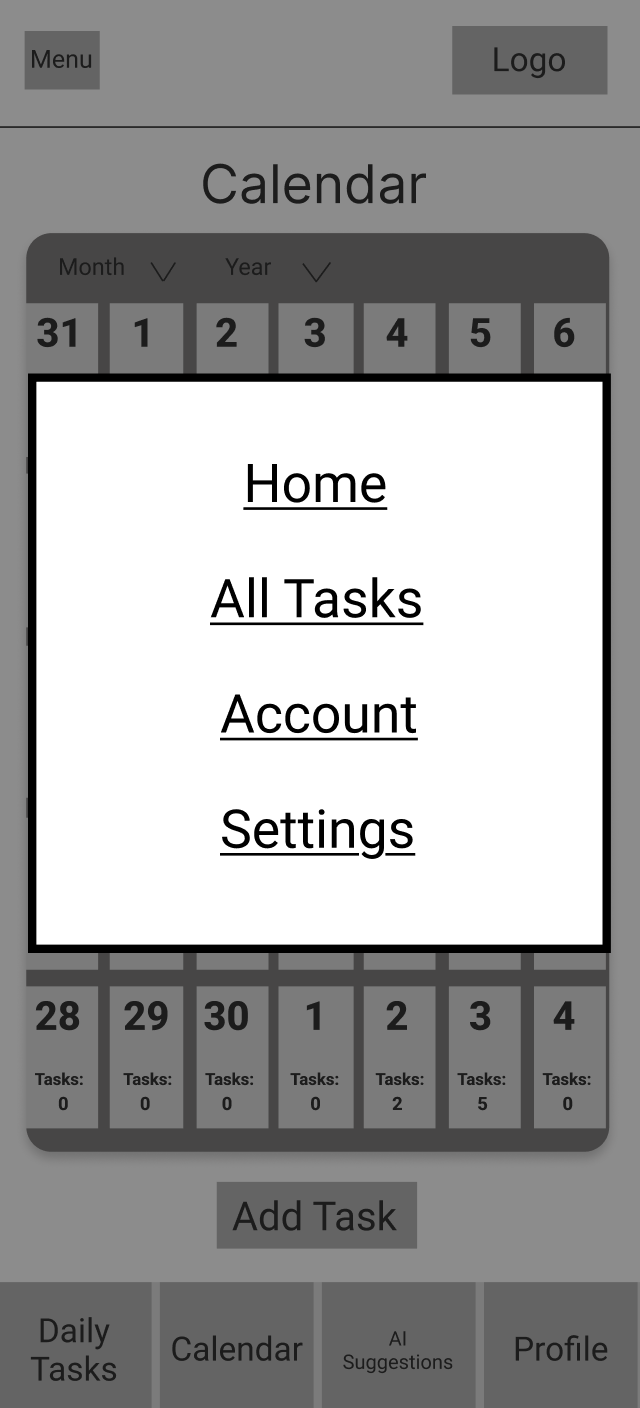 Menu
Logo
Calendar
Month Year
31 1 2 3 4 5 6
Home
All Tasks
Account
Settings
28 29 30 1 2 3 4
Tasks: Tasks: Tasks: Tasks: Tasks: Tasks: Tasks:
0 0 0 0 2 5 0
Add Task
Daily
Tasks
Calendar
AI
Suggestions
Profile